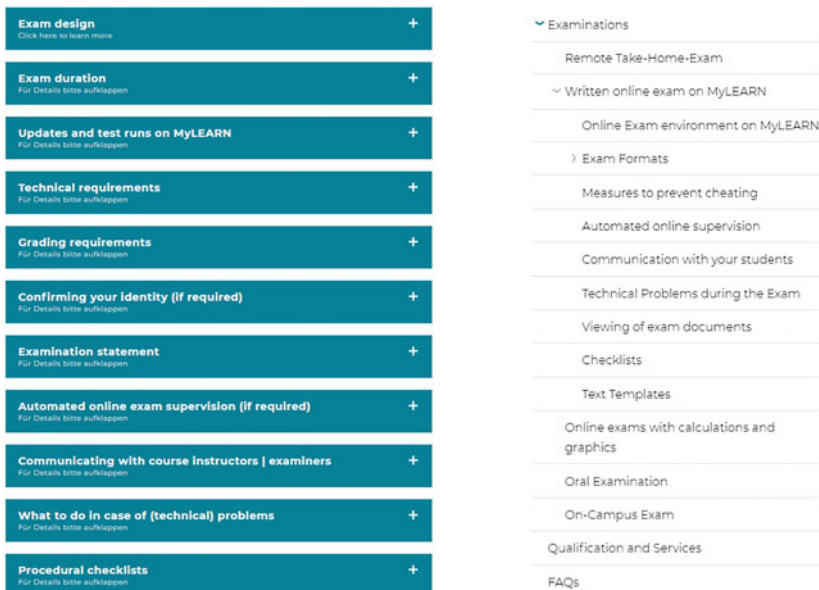 Exam design
Click here to learn more
Exam duration
Für Details bitte aufklappen
Updates and test runs on MyLEARN
Für Details bitte aufklappen
Technical requirements
Für Details bitte aufklappen
Grading requirements
Für Details bitte aufklappen
Confirming your identity (if required)
Für Details bitte aufklappen
Examination statement
Für Details bitte aufklappen
Automated online exam supervision (if required)
Für Details bitte aufklappen
Communicating with course instructors | examiners
Für Details bitte aufklappen
What to do in case of (technical) problems
Für Details bitte aufklappen
Procedural checklists
Für Details bitte aufklappen
Examinations
Remote Take-Home-Exam
Written online exam on MyLEARN
Online Exam environment on MyLEARN
Exam Formats
Measures to prevent cheating
Automated online supervision
Communication with your students
Technical Problems during the Exam
Viewing of exam documents
Checklists
Text Templates
Online exams with calculations and
graphics
Oral Examination
On-Campus Exam
Qualification and Services
FAQs